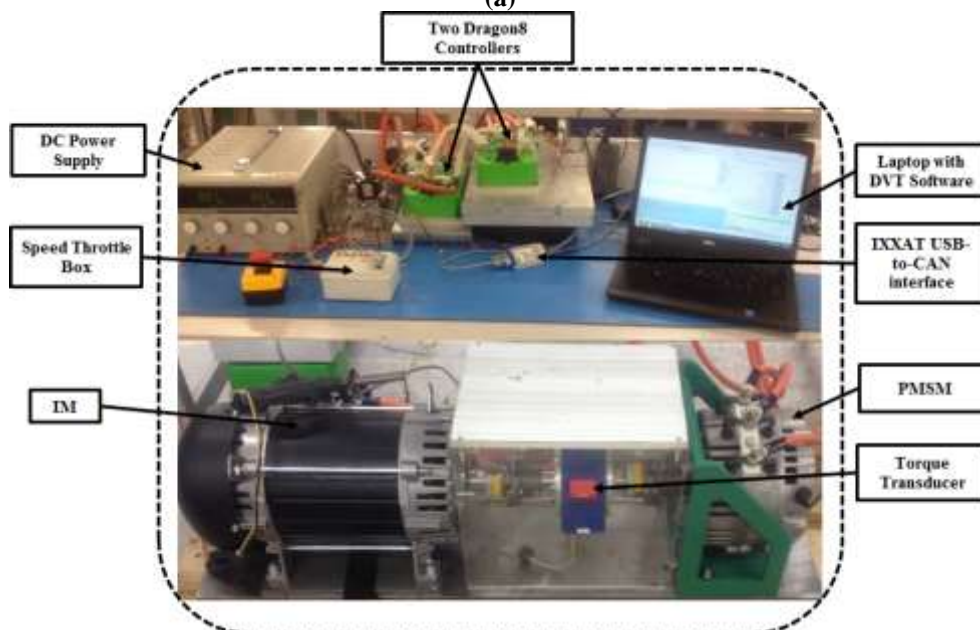 (a)
Two Dragon8
Controllers
DC Power
Supply
Laptop with
DVT Software
Speed Throttle
Box
IXXAT USB-
to-CAN
interface
IM
PMSM
Torque
Transducer